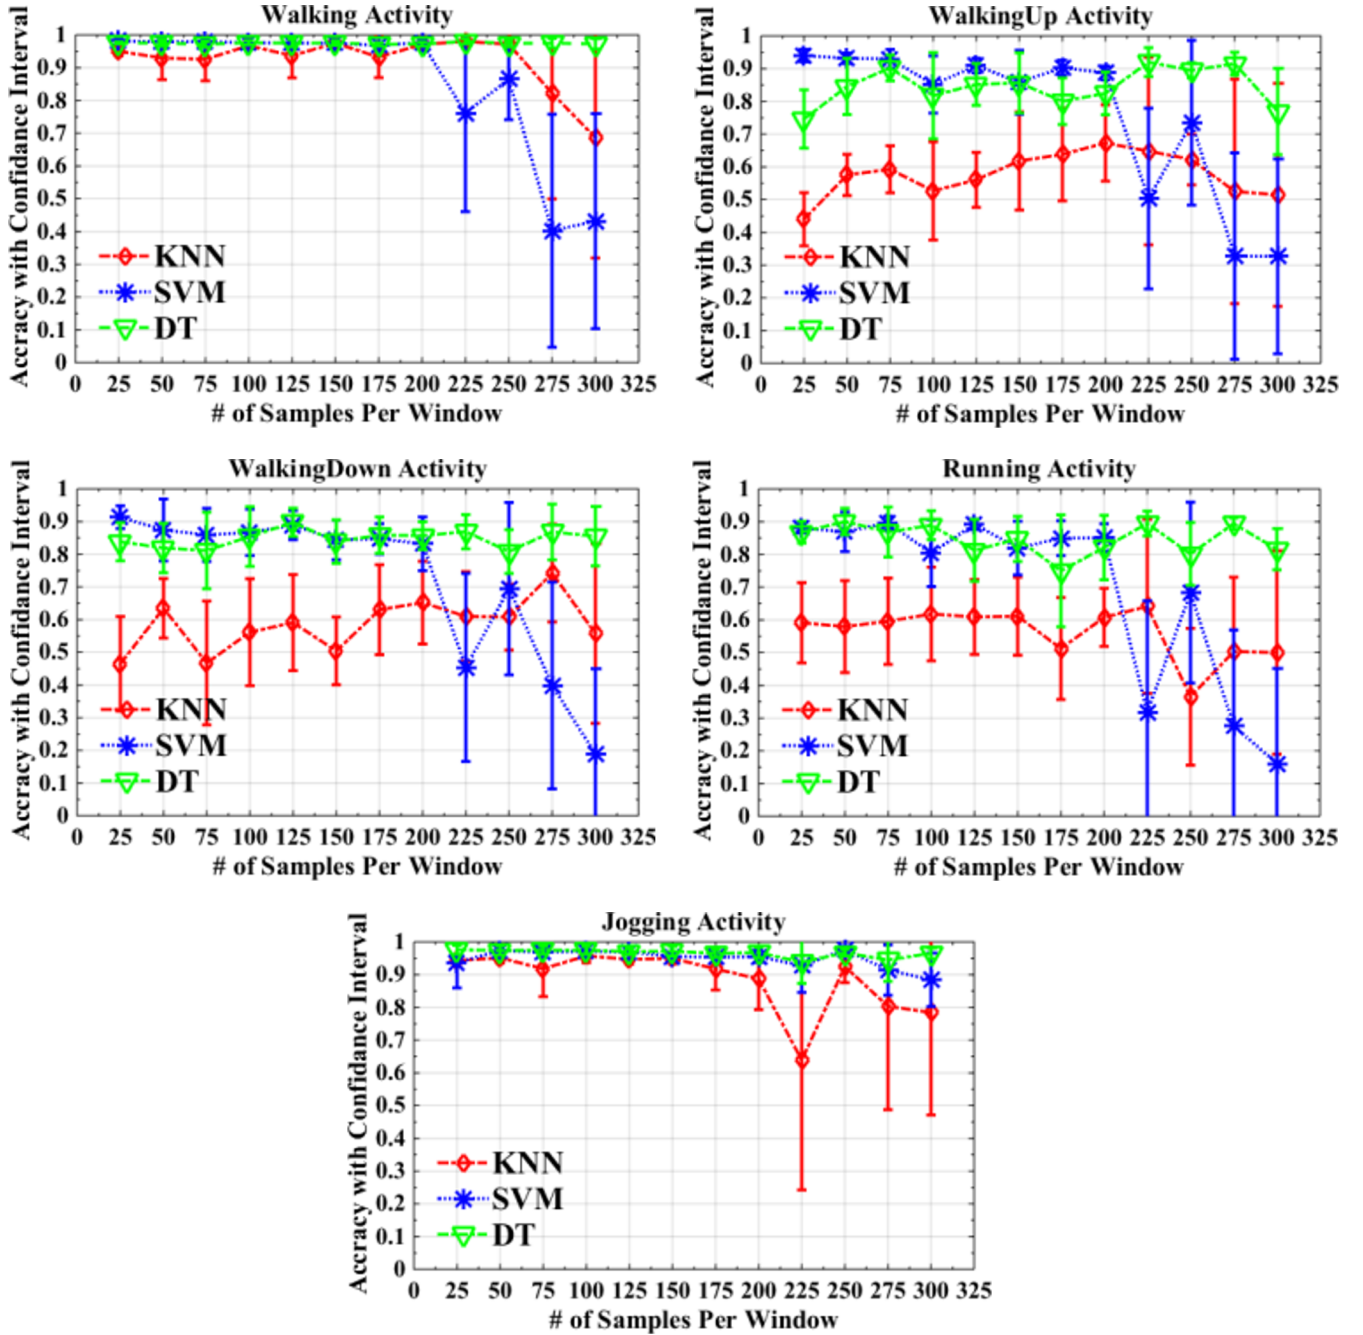 Walking Activity
Accracy with Confidance Interval
1
0.9
0.8
0.7
0.6
0.5
0.4
0.3
0.2
0.1
0
KNN
SVM
DT
0 25 50 75 100 125 150 175 200 225 250 275 300 325
# of Samples Per Window
WalkingUp Activity
Accracy with Confidance Interval
1
0.9
0.8
0.7
0.6
0.5
0.4
0.3
0.2
0.1
0
KNN
SVM
DT
0 25 50 75 100 125 150 175 200 225 250 275 300 325
# of Samples Per Window
WalkingDown Activity
Accracy with Confidance Interval
1
0.9
0.8
0.7
0.6
0.5
0.4
0.3
0.2
0.1
0
KNN
SVM
DT
0 25 50 75 100 125 150 175 200 225 250 275 300 325
# of Samples Per Window
Running Activity
Accracy with Confidance Interval
1
0.9
0.8
0.7
0.6
0.5
0.4
0.3
0.2
0.1
0
KNN
SVM
DT
0 25 50 75 100 125 150 175 200 225 250 275 300 325
# of Samples Per Window
Jogging Activity
Accracy with Confidance Interval
1
0.9
0.8
0.7
0.6
0.5
0.4
0.3
0.2
0.1
0
KNN
SVM
DT
0 25 50 75 100 125 150 175 200 225 250 275 300 325
# of Samples Per Window